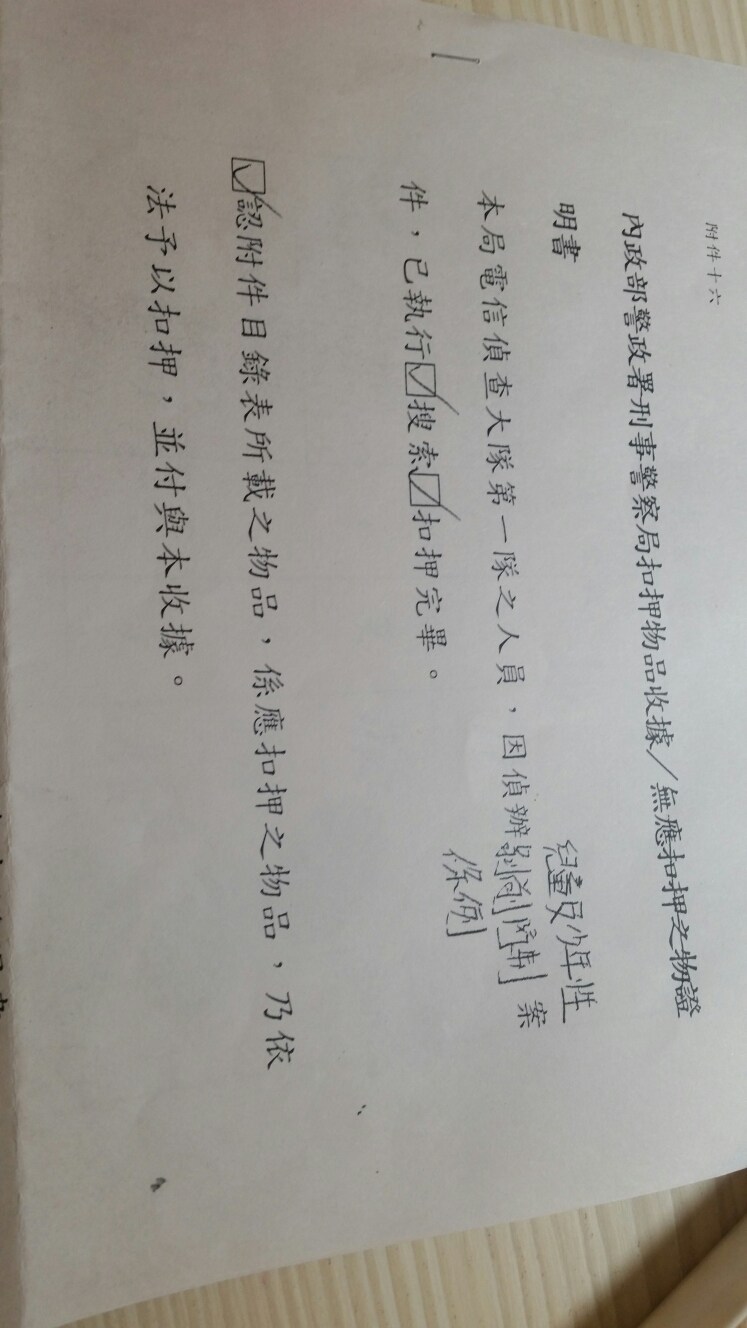 附件十六
內政部警政署刑事警察局扣押物品收據／無應扣押之物證
明書
兒童及少年性
本局電信偵查大隊第一隊之人員，因偵辦剝削防制 案
條例
件，已執行☑搜索☑扣押完畢。
☑認附件目錄表所載之物品，係應扣押之物品，乃依
法予以扣押，並付與本收據。